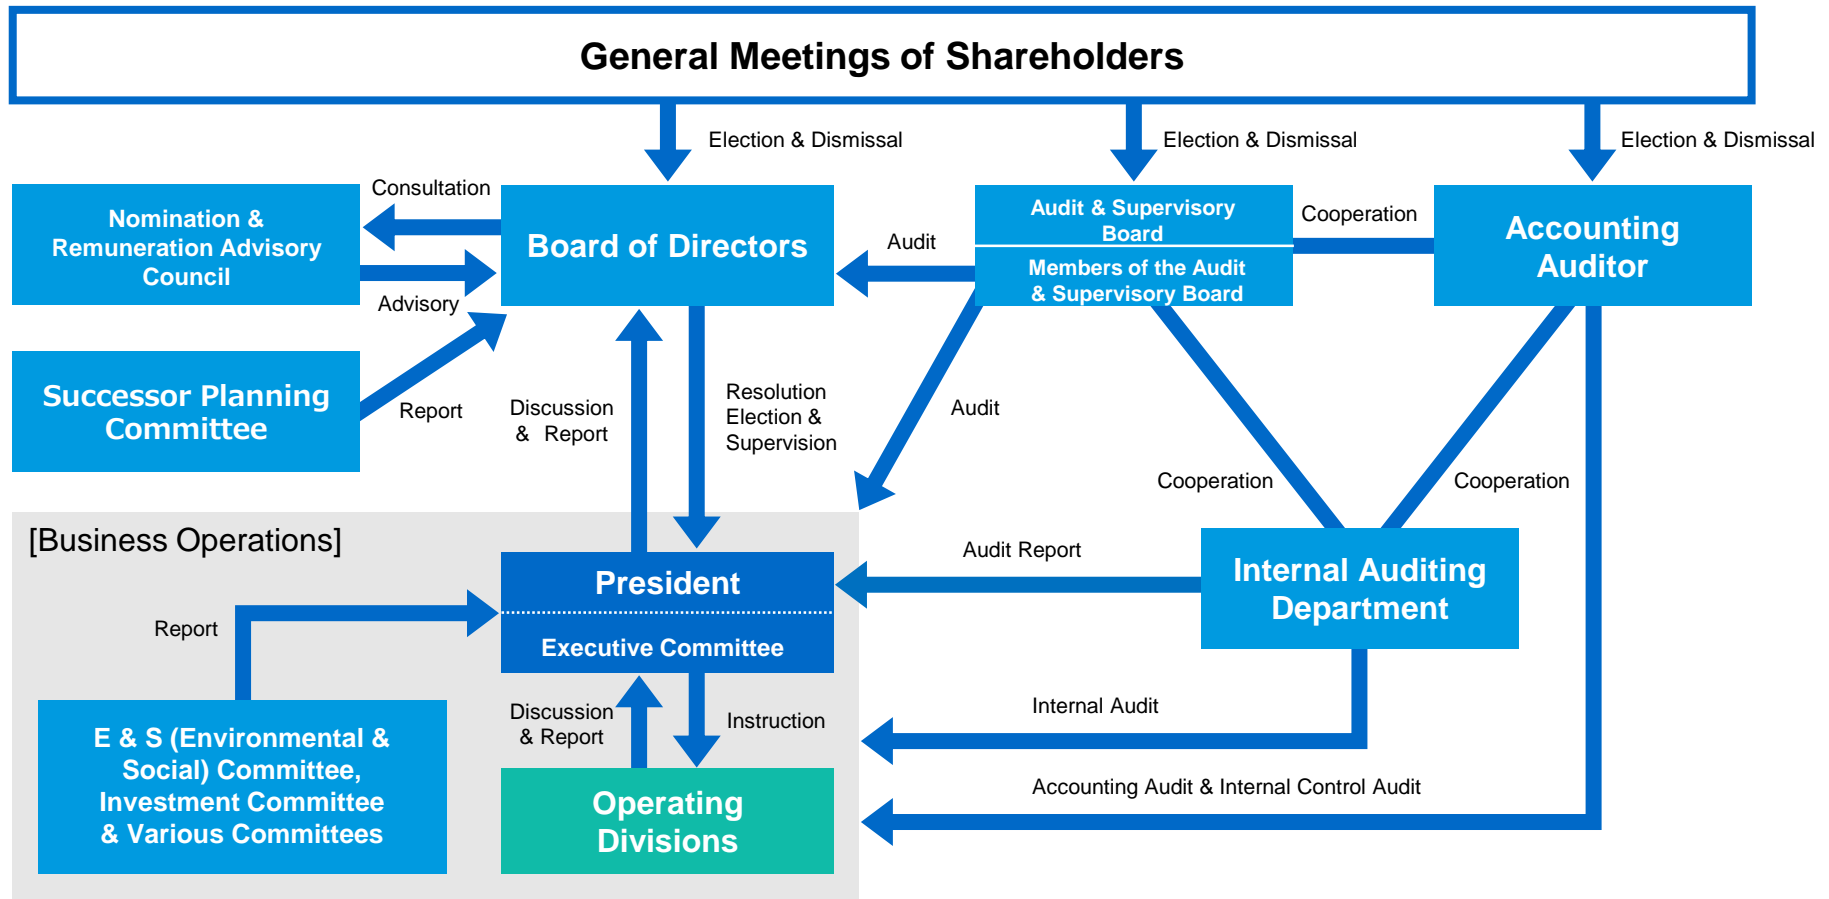 General Meetings of Shareholders
Election & Dismissal
Election & Dismissal
Election & Dismissal
Nomination &
Remuneration Advisory
Council
Consultation
Advisory
Board of Directors
Audit
Audit & Supervisory
Board
Members of the Audit
& Supervisory Board
Cooperation
Accounting
Auditor
Successor Planning
Committee
Report
Discussion
& Report
Resolution
Election &
Supervision
Audit
Cooperation
Cooperation
[Business Operations]
President
Executive Committee
Audit Report
Internal Auditing
Department
Report
E & S (Environmental &
Social) Committee,
Investment Committee
& Various Committees
Discussion
& Report
Instruction
Internal Audit
Operating
Divisions
Accounting Audit & Internal Control Audit